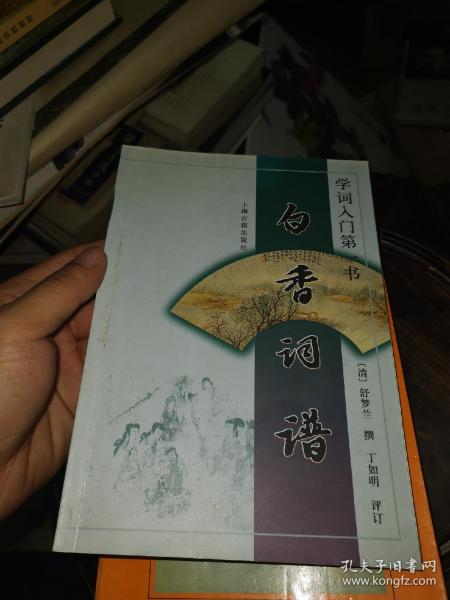 学词入门第一书
白香词谱
上海古籍出版社
〔清〕舒梦兰 撰 丁如明 评订
孔夫子旧书网
www.kongfz.com